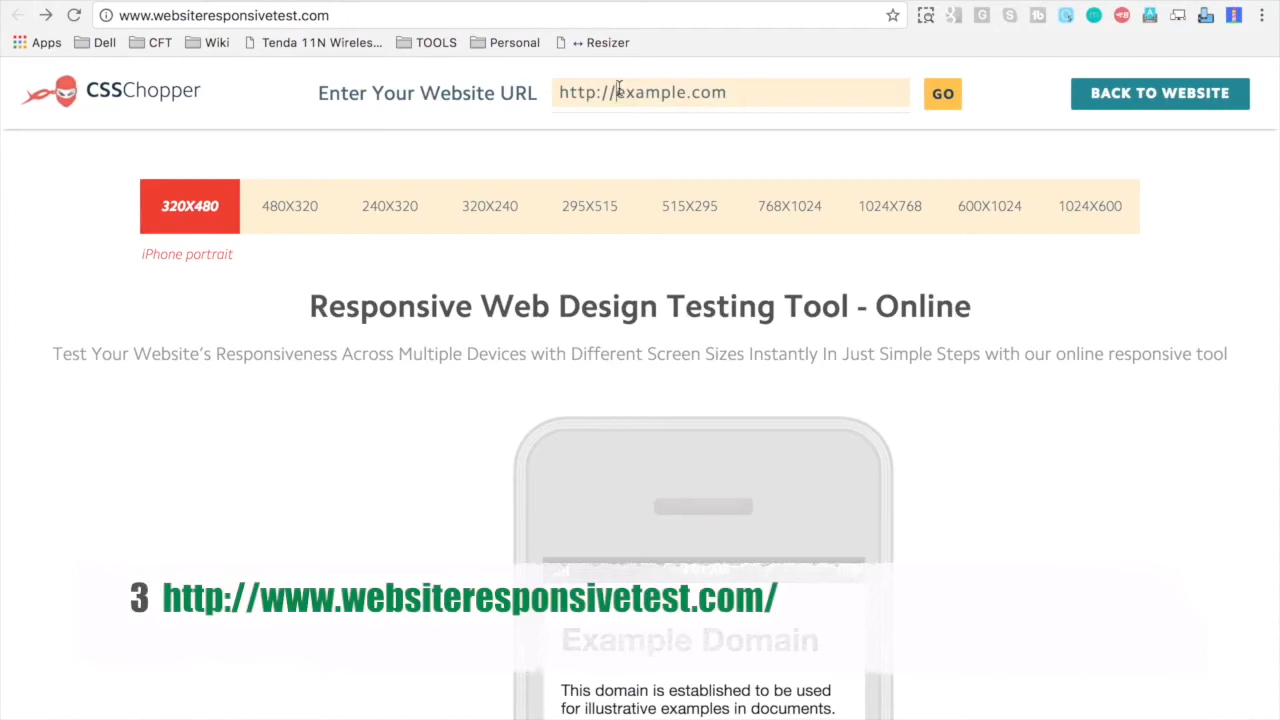 www.websiteresponsivetest.com
Apps Dell CFT Wiki Tenda 11N Wireles... TOOLS Personal ↔ Resizer
CSSChopper Enter Your Website URL http://example.com GO BACK TO WEBSITE
320X480 480X320 240X320 320X240 295X515 515X295 768X1024 1024X768 600X1024 1024X600
iPhone portrait
Responsive Web Design Testing Tool - Online
Test Your Website’s Responsiveness Across Multiple Devices with Different Screen Sizes Instantly In Just Simple Steps with our online responsive tool
3 http://www.websiteresponsivetest.com/
Example Domain
This domain is established to be used
for illustrative examples in documents.